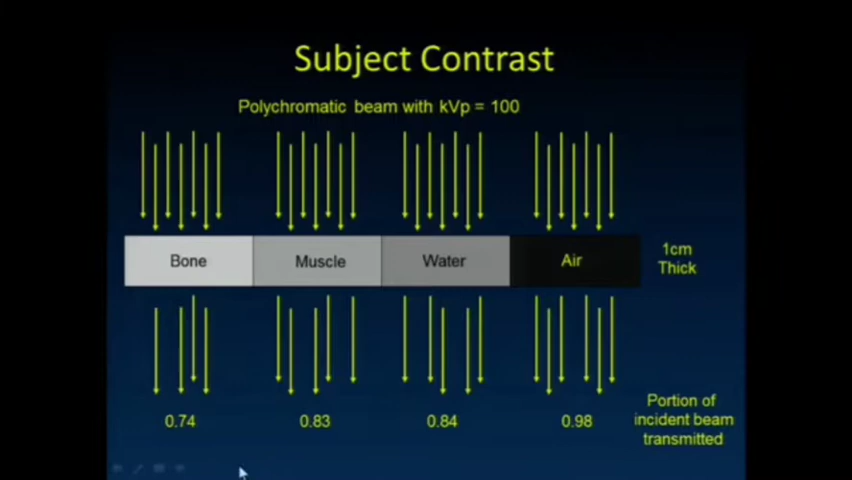 Subject Contrast
Polychromatic beam with kVp = 100
Bone
Muscle
Water
Air
1cm
Thick
0.74
0.83
0.84
0.98
Portion of
incident beam
transmitted